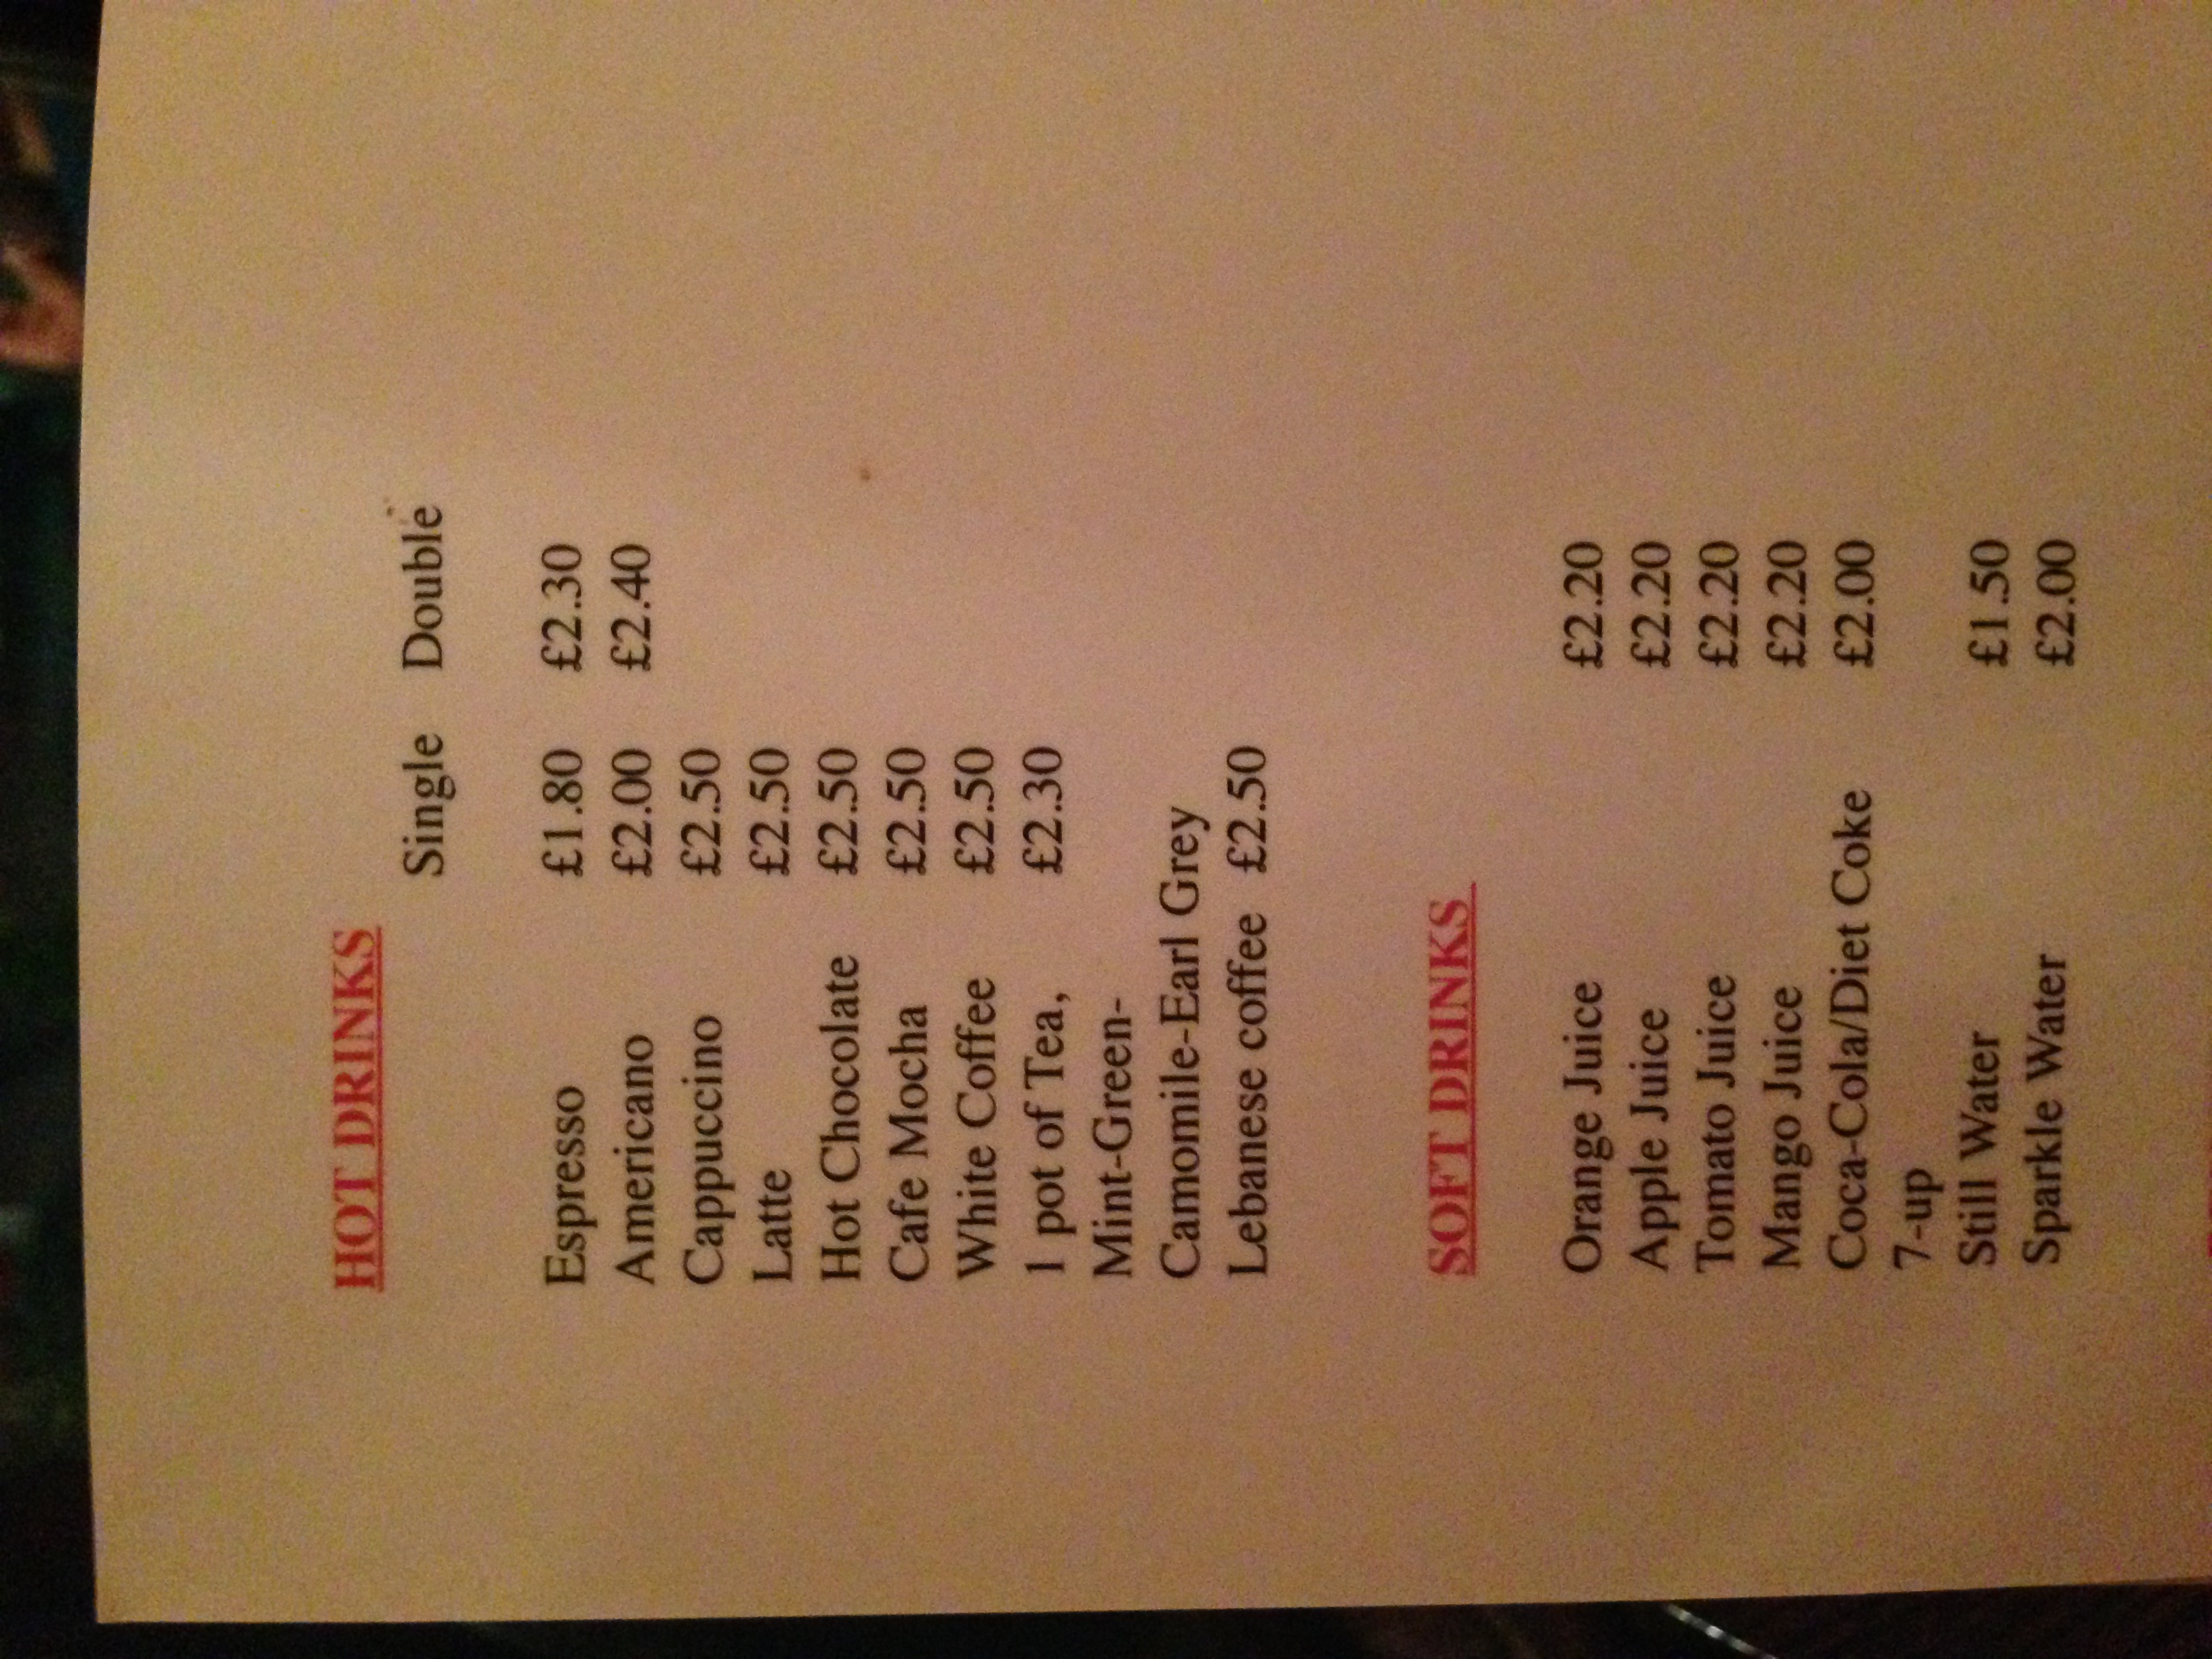 HOT DRINKS
Single Double
Espresso £1.80 £2.30
Americano £2.00 £2.40
Cappuccino £2.50
Latte £2.50
Hot Chocolate £2.50
Cafe Mocha £2.50
White Coffee £2.50
1 pot of Tea, £2.30
Mint-Green-
Camomile-Earl Grey
Lebanese coffee £2.50
SOFT DRINKS
Orange Juice £2.20
Apple Juice £2.20
Tomato Juice £2.20
Mango Juice £2.20
Coca-Cola/Diet Coke £2.00
7-up
Still Water £1.50
Sparkle Water £2.00